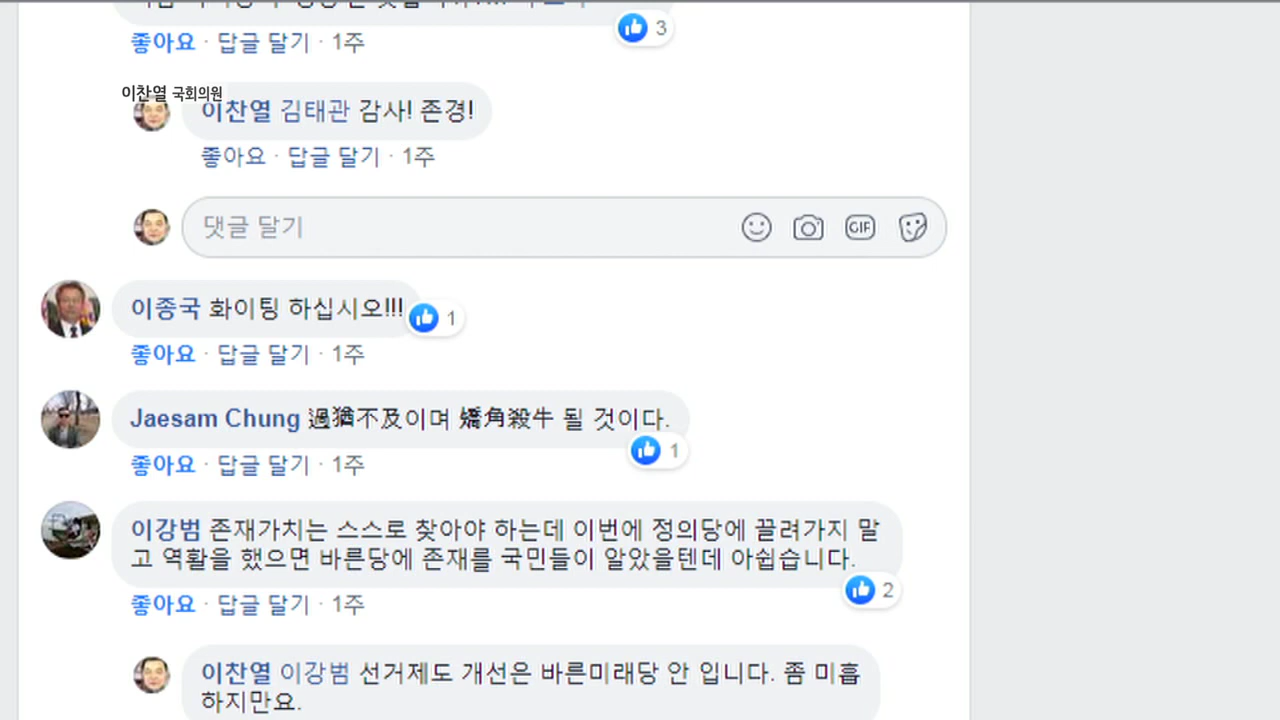 3
좋아요 · 답글 달기 · 1주
이찬열 국회의원
이찬열 김태관 감사! 존경!
좋아요 · 답글 달기 · 1주
댓글 달기
GIF
이종국 화이팅 하십시오!!!
1
좋아요 · 답글 달기 · 1주
Jaesam Chung 過猶不及이며 矯角殺牛 될 것이다.
1
좋아요 · 답글 달기 · 1주
이강범 존재가치는 스스로 찾아야 하는데 이번에 정의당에 끌려가지 말
고 역활을 했으면 바른당에 존재를 국민들이 알았을텐데 아쉽습니다.
2
좋아요 · 답글 달기 · 1주
이찬열 이강범 선거제도 개선은 바른미래당 안 입니다. 좀 미흡
하지만요.